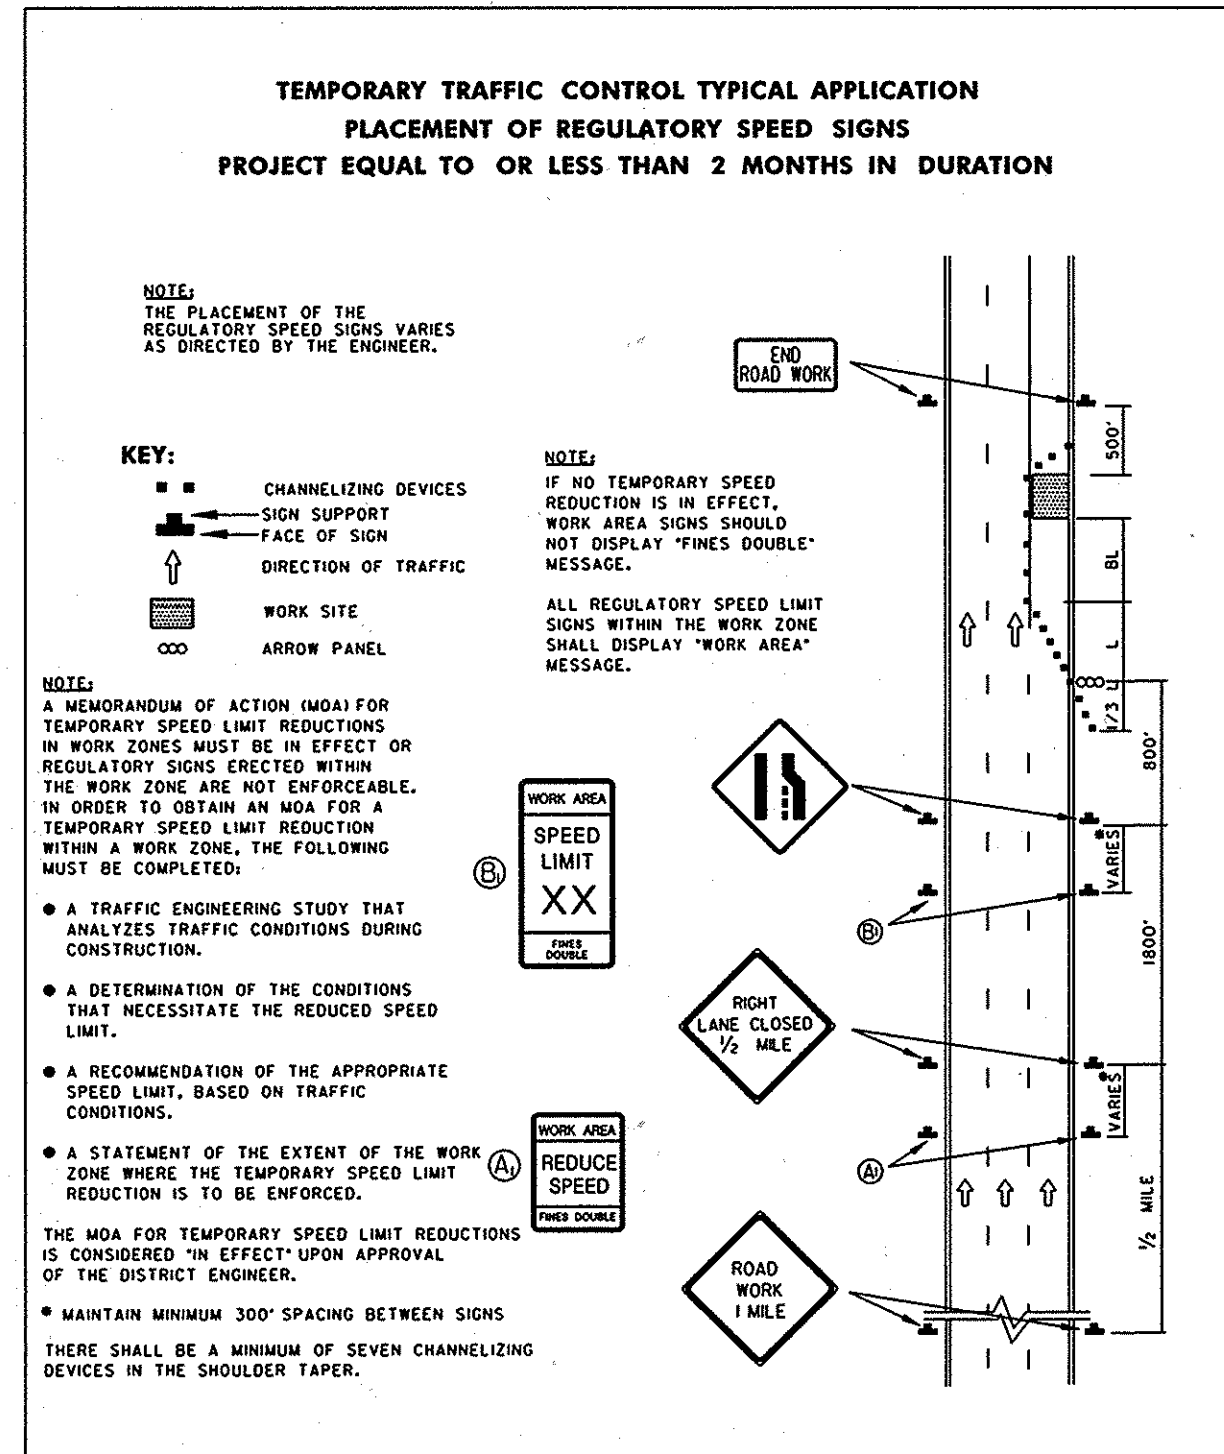 TEMPORARY TRAFFIC CONTROL TYPICAL APPLICATION
PLACEMENT OF REGULATORY SPEED SIGNS
PROJECT EQUAL TO OR LESS THAN 2 MONTHS IN DURATION
NOTE:
THE PLACEMENT OF THE
REGULATORY SPEED SIGNS VARIES
AS DIRECTED BY THE ENGINEER.
KEY:
CHANNELIZING DEVICES
SIGN SUPPORT
FACE OF SIGN
DIRECTION OF TRAFFIC
WORK SITE
ARROW PANEL
NOTE:
IF NO TEMPORARY SPEED
REDUCTION IS IN EFFECT,
WORK AREA SIGNS SHOULD
NOT DISPLAY "FINES DOUBLE"
MESSAGE.
ALL REGULATORY SPEED LIMIT
SIGNS WITHIN THE WORK ZONE
SHALL DISPLAY "WORK AREA"
MESSAGE.
NOTE:
A MEMORANDUM OF ACTION (MOA) FOR
TEMPORARY SPEED LIMIT REDUCTIONS
IN WORK ZONES MUST BE IN EFFECT OR
REGULATORY SIGNS ERECTED WITHIN
THE WORK ZONE ARE NOT ENFORCEABLE.
IN ORDER TO OBTAIN AN MOA FOR A
TEMPORARY SPEED LIMIT REDUCTION
WITHIN A WORK ZONE, THE FOLLOWING
MUST BE COMPLETED:
● A TRAFFIC ENGINEERING STUDY THAT
ANALYZES TRAFFIC CONDITIONS DURING
CONSTRUCTION.
● A DETERMINATION OF THE CONDITIONS
THAT NECESSITATE THE REDUCED SPEED
LIMIT.
● A RECOMMENDATION OF THE APPROPRIATE
SPEED LIMIT, BASED ON TRAFFIC
CONDITIONS.
● A STATEMENT OF THE EXTENT OF THE WORK
ZONE WHERE THE TEMPORARY SPEED LIMIT
REDUCTION IS TO BE ENFORCED.
THE MOA FOR TEMPORARY SPEED LIMIT REDUCTIONS
IS CONSIDERED "IN EFFECT" UPON APPROVAL
OF THE DISTRICT ENGINEER.
* MAINTAIN MINIMUM 300' SPACING BETWEEN SIGNS
THERE SHALL BE A MINIMUM OF SEVEN CHANNELIZING
DEVICES IN THE SHOULDER TAPER.
B1
WORK AREA
SPEED
LIMIT
XX
FINES
DOUBLE
A1
WORK AREA
REDUCE
SPEED
FINES DOUBLE
END
ROAD WORK
500'
BL
L
1/3 L
800'
* VARIES
B1
1800'
RIGHT
LANE CLOSED
1/2 MILE
* VARIES
A1
1/2 MILE
ROAD
WORK
1 MILE